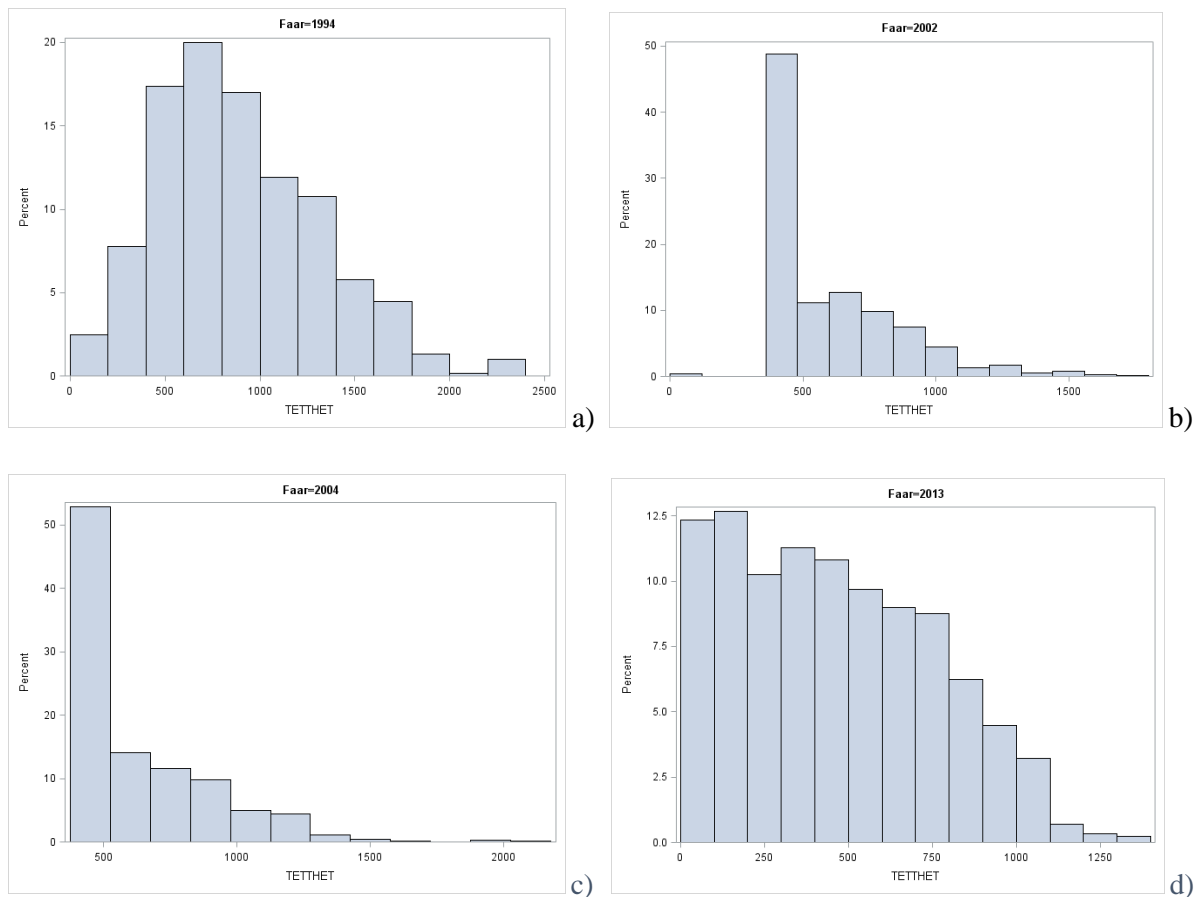 Faar=1994
20
15
10
5
0
Percent
0 500 1000 1500 2000 2500
TETTHET
a)
Faar=2002
50
40
30
20
10
0
Percent
0 500 1000 1500
TETTHET
b)
Faar=2004
50
40
30
20
10
0
Percent
500 1000 1500 2000
TETTHET
c)
Faar=2013
12.5
10.0
7.5
5.0
2.5
0.0
Percent
0 250 500 750 1000 1250
TETTHET
d)